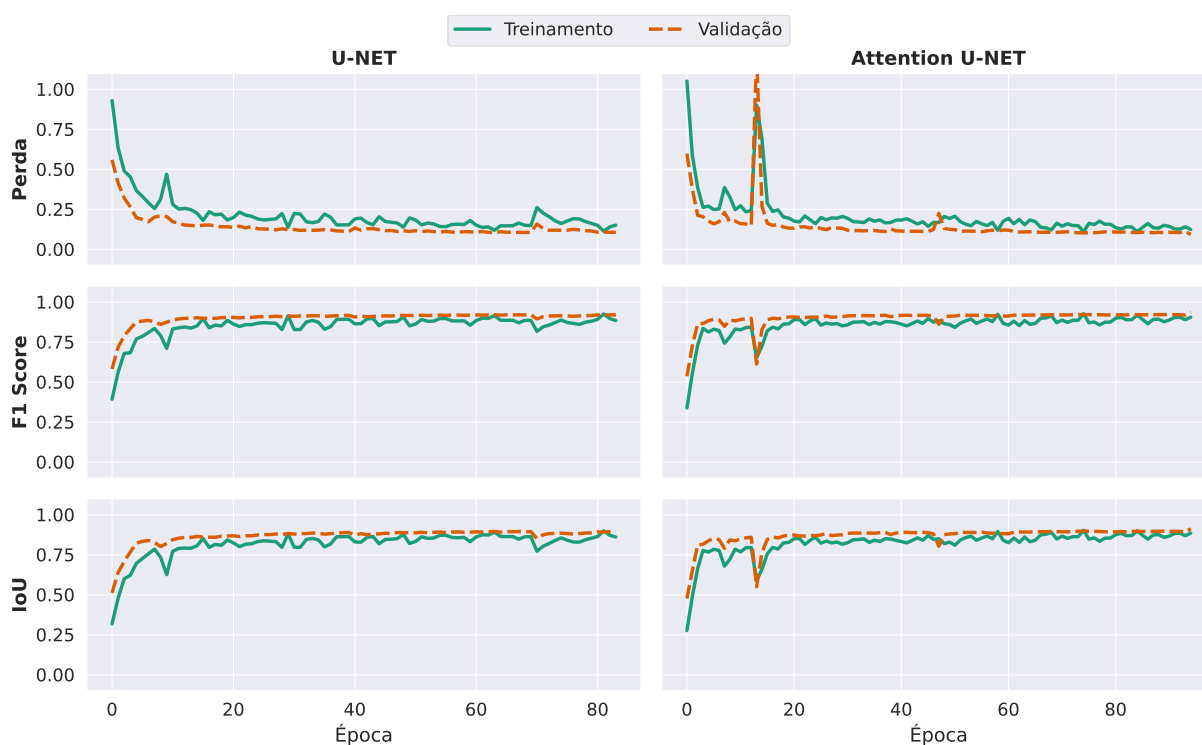 Treinamento Validação
U-NET Attention U-NET
Perda
1.00
0.75
0.50
0.25
0.00
F1 Score
1.00
0.75
0.50
0.25
0.00
IoU
1.00
0.75
0.50
0.25
0.00
0 20 40 60 80 0 20 40 60 80
Época Época